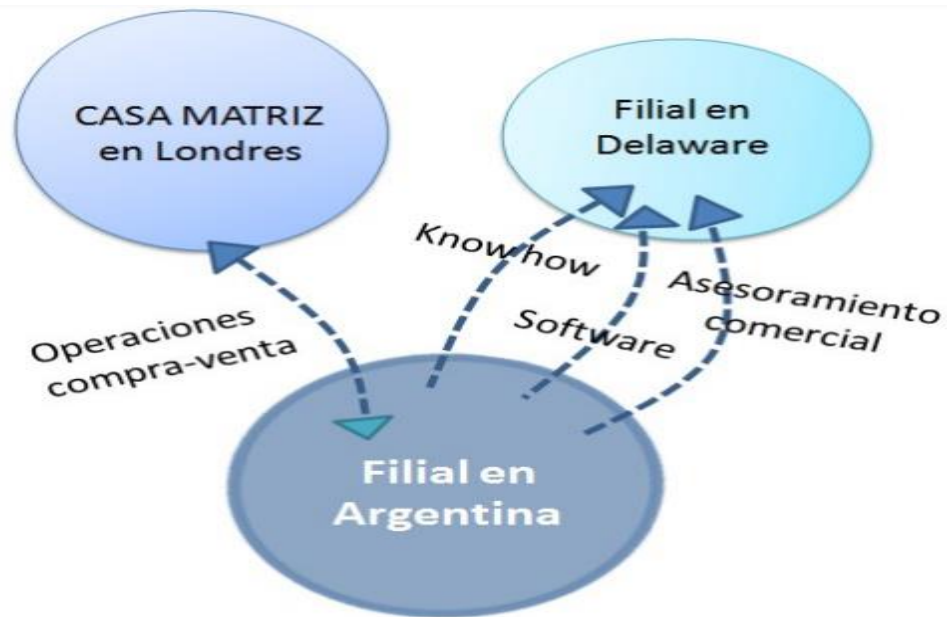 CASA MATRIZ
en Londres
Filial en
Delaware
Know how
Asesoramiento
comercial
Software
Operaciones
compra-venta
Filial en
Argentina